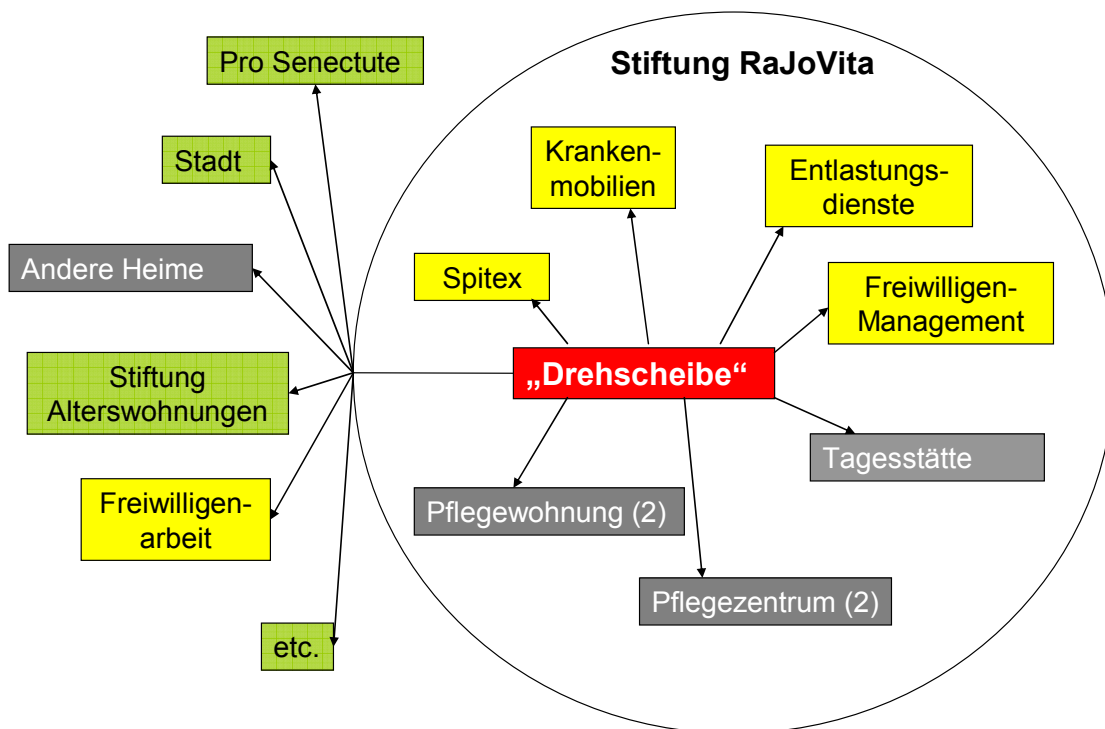 Pro Senectute
Stadt
Andere Heime
Stiftung
Alterswohnungen
Freiwilligen-
arbeit
etc.
Stiftung RaJoVita
Kranken-
mobilien
Entlastungs-
dienste
Spitex
Freiwilligen-
Management
„Drehscheibe“
Tagesstätte
Pflegewohnung (2)
Pflegezentrum (2)